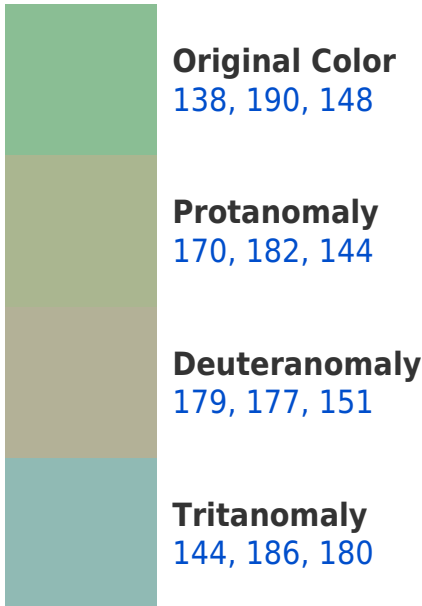 Original Color
138, 190, 148
Protanomaly
170, 182, 144
Deuteranomaly
179, 177, 151
Tritanomaly
144, 186, 180